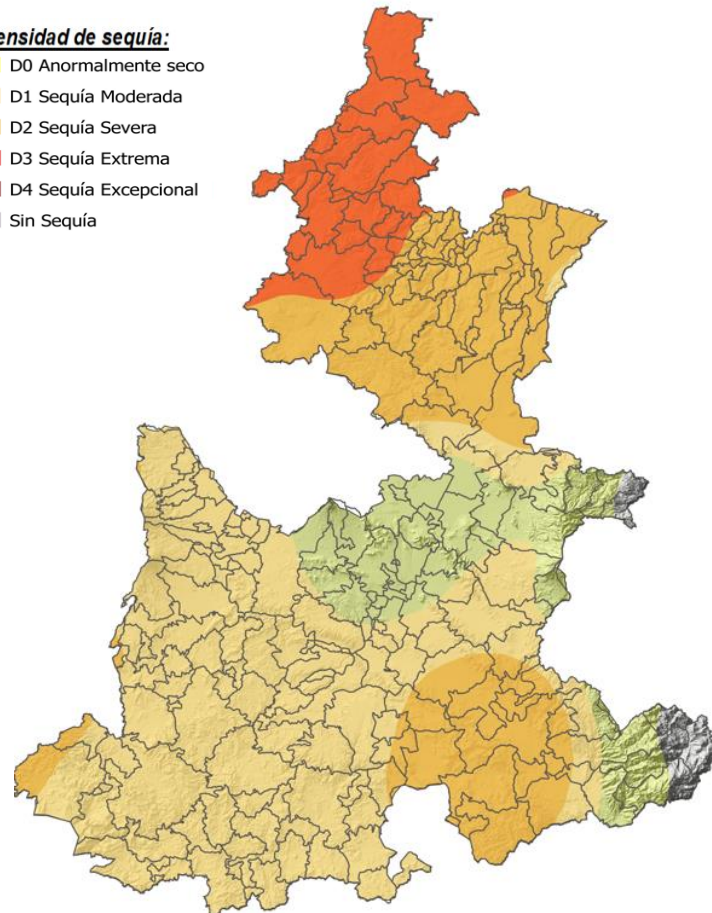 ensidad de sequía:
D0 Anormalmente seco
D1 Sequía Moderada
D2 Sequía Severa
D3 Sequía Extrema
D4 Sequía Excepcional
Sin Sequía